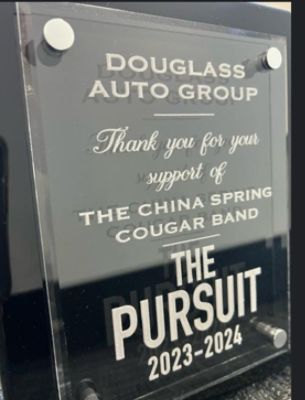 DOUGLASS
AUTO GROUP
Thank you for your
support of
THE CHINA SPRING
COUGAR BAND
THE
PURSUIT
2023-2024